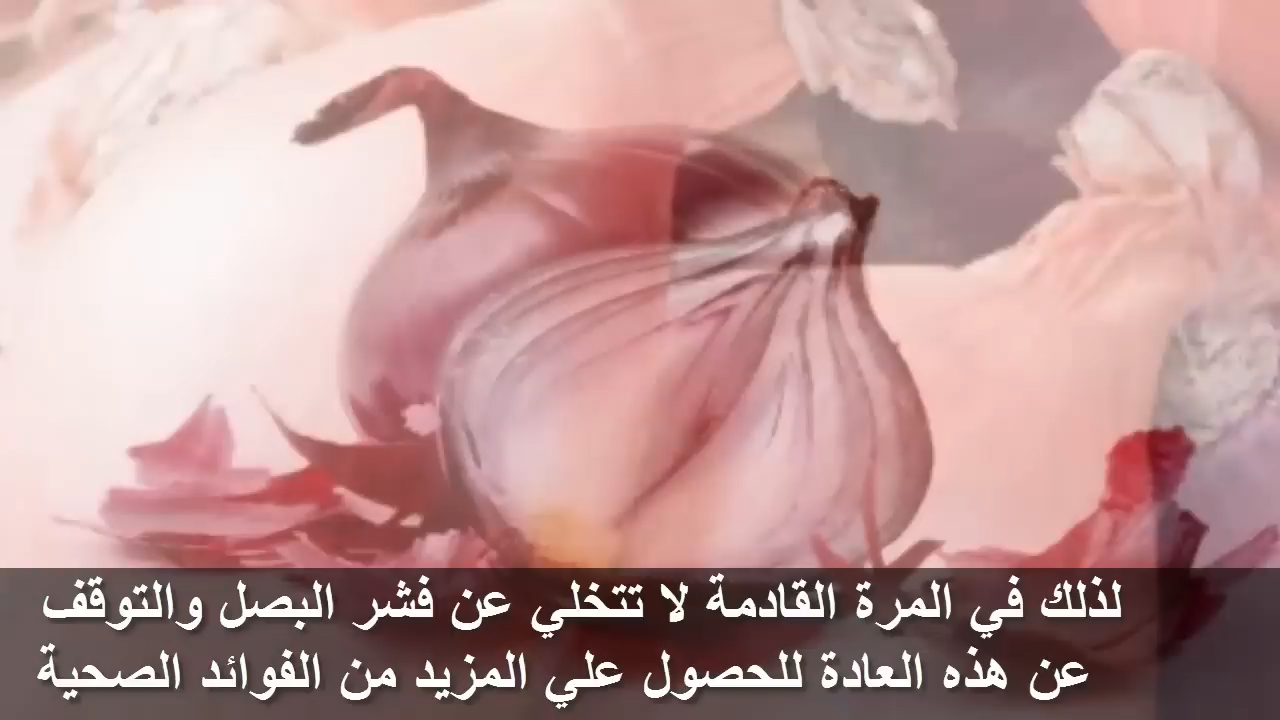 لذلك في المرة القادمة لا تتخلي عن فشر البصل والتوقف
عن هذه العادة للحصول علي المزيد من الفوائد الصحية